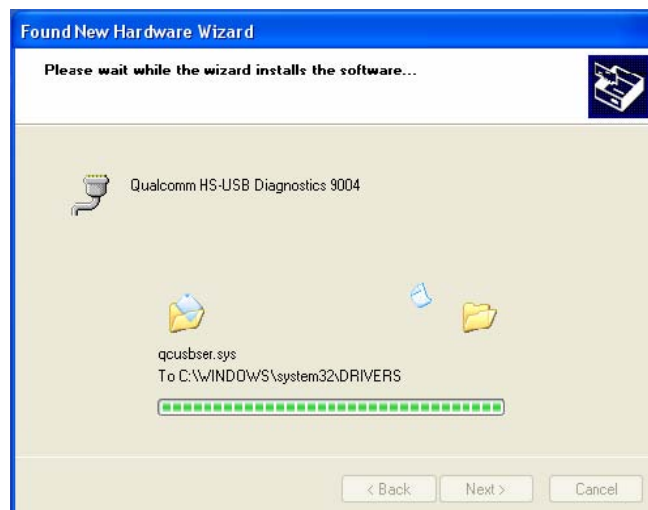 Found New Hardware Wizard
Please wait while the wizard installs the software...
Qualcomm HS-USB Diagnostics 9004
qcusbser.sys
To C:\WINDOWS\system32\DRIVERS
< Back
Next >
Cancel